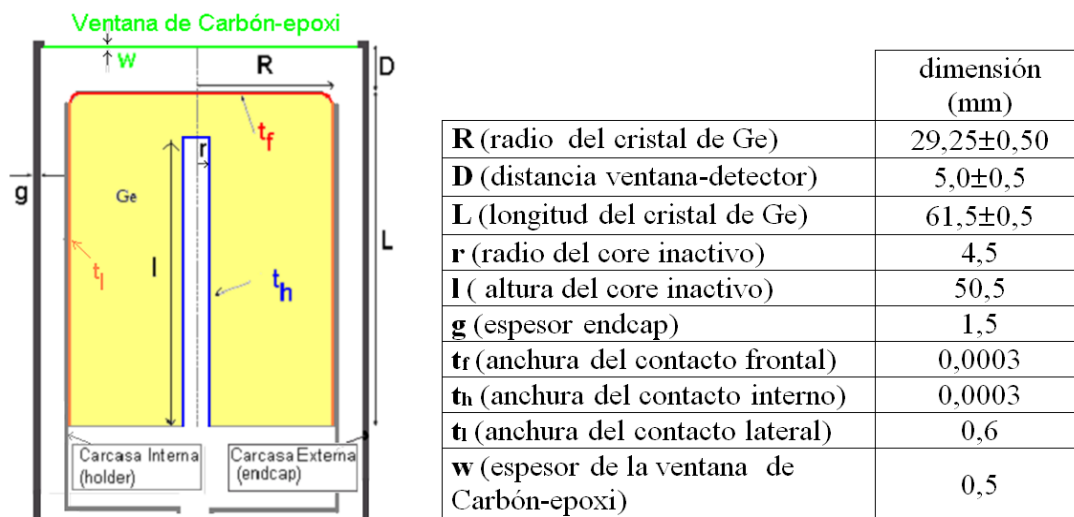 Ventana de Carbón-epoxi
w
R
D
t_f
r
g
Ge
L
l
t_l
t_h
Carcasa Interna
(holder)
Carcasa Externa
(endcap)
dimensión
(mm)
R (radio del cristal de Ge) 29,25±0,50
D (distancia ventana-detector) 5,0±0,5
L (longitud del cristal de Ge) 61,5±0,5
r (radio del core inactivo) 4,5
l ( altura del core inactivo) 50,5
g (espesor endcap) 1,5
t_f (anchura del contacto frontal) 0,0003
t_h (anchura del contacto interno) 0,0003
t_l (anchura del contacto lateral) 0,6
w (espesor de la ventana de
Carbón-epoxi) 0,5